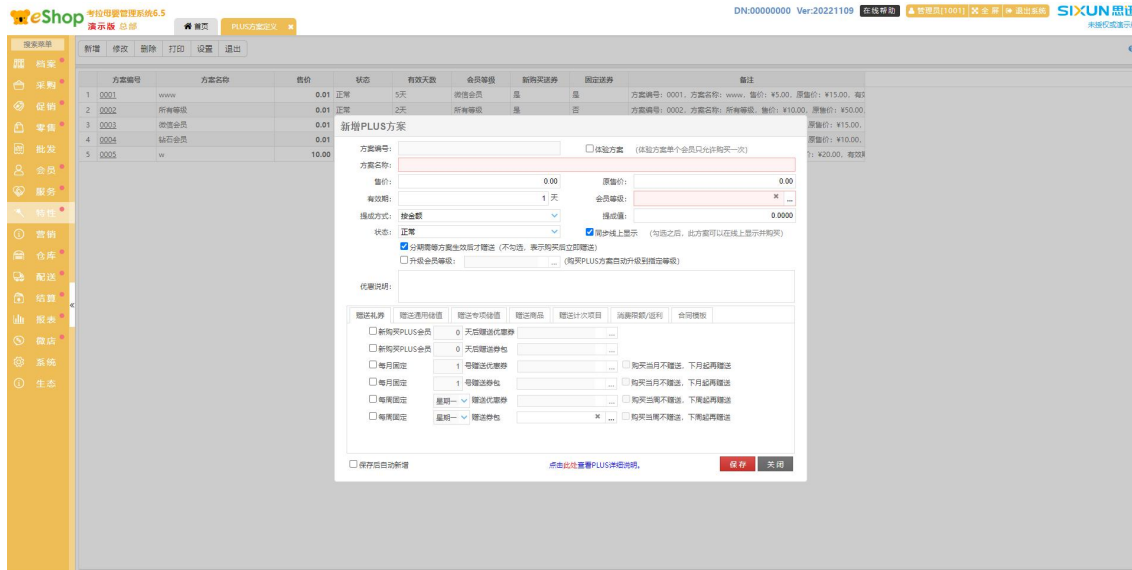 eShop 考拉母婴管理系统6.5
演示版 总部
首页 PLUS方案定义 ×
DN:00000000 Ver:20221109 在线帮助 管理员[1001] 全屏 退出系统 SIXUN思迅
未授权或演示
搜索菜单
新增 修改 删除 打印 设置 退出
档案
采购
促销
零售
批发
会员
服务
特性
营销
仓库
配送
结算
报表
微店
系统
生态
方案编号 方案名称 售价 状态 有效天数 会员等级 新购买送券 固定送券 备注
1 0001 www 0.01 正常 5天 微信会员 是 是 方案编号：0001，方案名称：www，售价：¥5.00，原售价：¥15.00，有效
2 0002 所有等级 0.01 正常 2天 所有等级 是 否 方案编号：0002，方案名称：所有等级，售价：¥10.00，原售价：¥50.00
3 0003 微信会员 0.01 原售价：¥15.00，
4 0004 钻石会员 0.01 原售价：¥10.00，
5 0005 w 10.00 ¥20.00，有效期
新增PLUS方案
方案编号： 体验方案 (体验方案单个会员只允许购买一次)
方案名称：
售价： 0.00 原售价： 0.00
有效期： 1 天 会员等级： × ...
提成方式： 按金额 提成值： 0.0000
状态： 正常 同步线上显示 (勾选之后，此方案可以在线上显示并购买)
分期需等方案生效后才赠送（不勾选，表示购买后立即赠送）
升级会员等级： ... (购买PLUS方案自动升级到指定等级)
优惠说明：
赠送礼券 赠送通用储值 赠送专项储值 赠送商品 赠送计次项目 消费限额/返利 合同模板
新购买PLUS会员 0 天后赠送优惠券 ...
新购买PLUS会员 0 天后赠送券包 ...
每月固定 1 号赠送优惠券 ... 购买当月不赠送，下月起再赠送
每月固定 1 号赠送券包 ... 购买当月不赠送，下月起再赠送
每周固定 星期一 赠送优惠券 ... 购买当周不赠送，下周起再赠送
每周固定 星期一 赠送券包 × ... 购买当周不赠送，下周起再赠送
保存后自动新增 点击此处查看PLUS详细说明。 保存 关闭